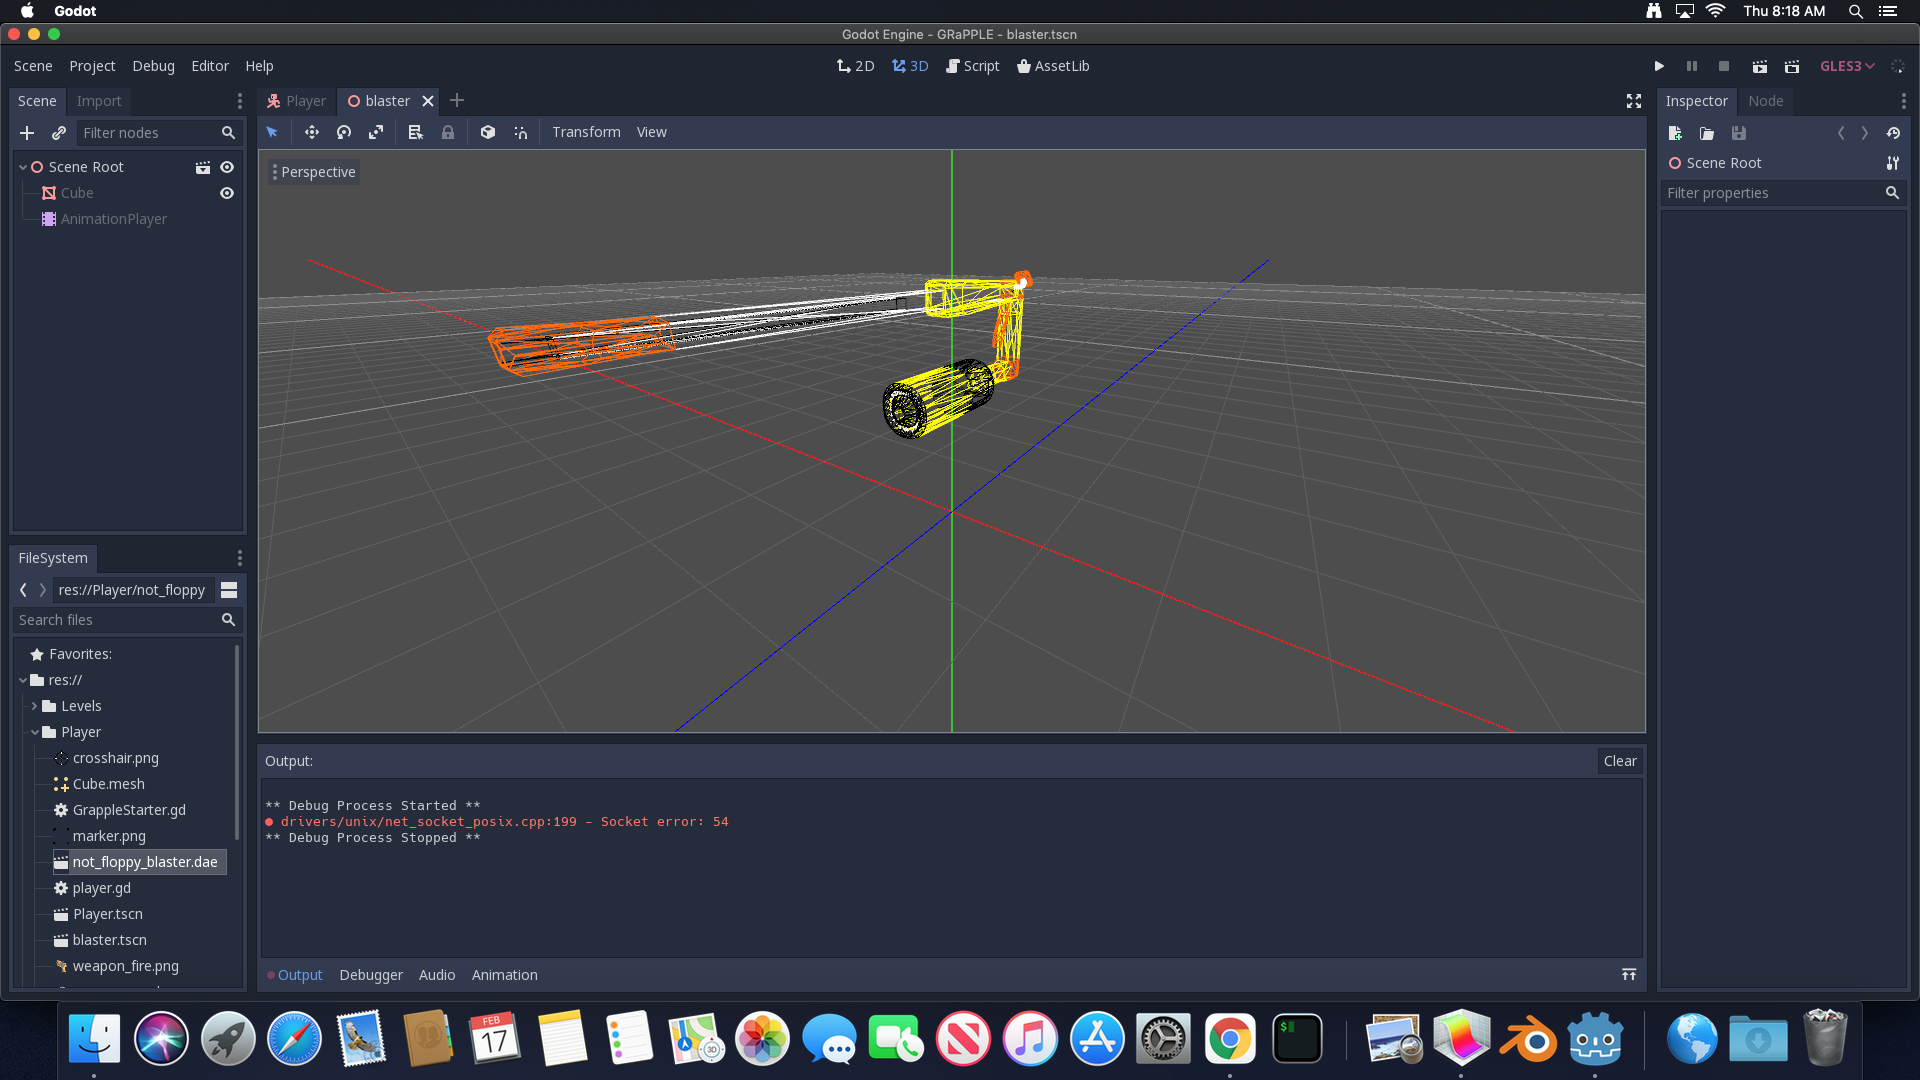 Godot
Thu 8:18 AM
Godot Engine - GRaPPLE - blaster.tscn
Scene Project Debug Editor Help
2D 3D Script AssetLib
GLES3
Scene Import
Player blaster
Inspector Node
Filter nodes
Transform View
Scene Root
Cube
AnimationPlayer
Perspective
Scene Root
Filter properties
FileSystem
res://Player/not_floppy
Search files
Favorites:
res://
Levels
Player
crosshair.png
Cube.mesh
GrappleStarter.gd
marker.png
not_floppy_blaster.dae
player.gd
Player.tscn
blaster.tscn
weapon_fire.png
Output:
Clear
** Debug Process Started **
drivers/unix/net_socket_posix.cpp:199 - Socket error: 54
** Debug Process Stopped **
Output Debugger Audio Animation
FEB
17
3D
$